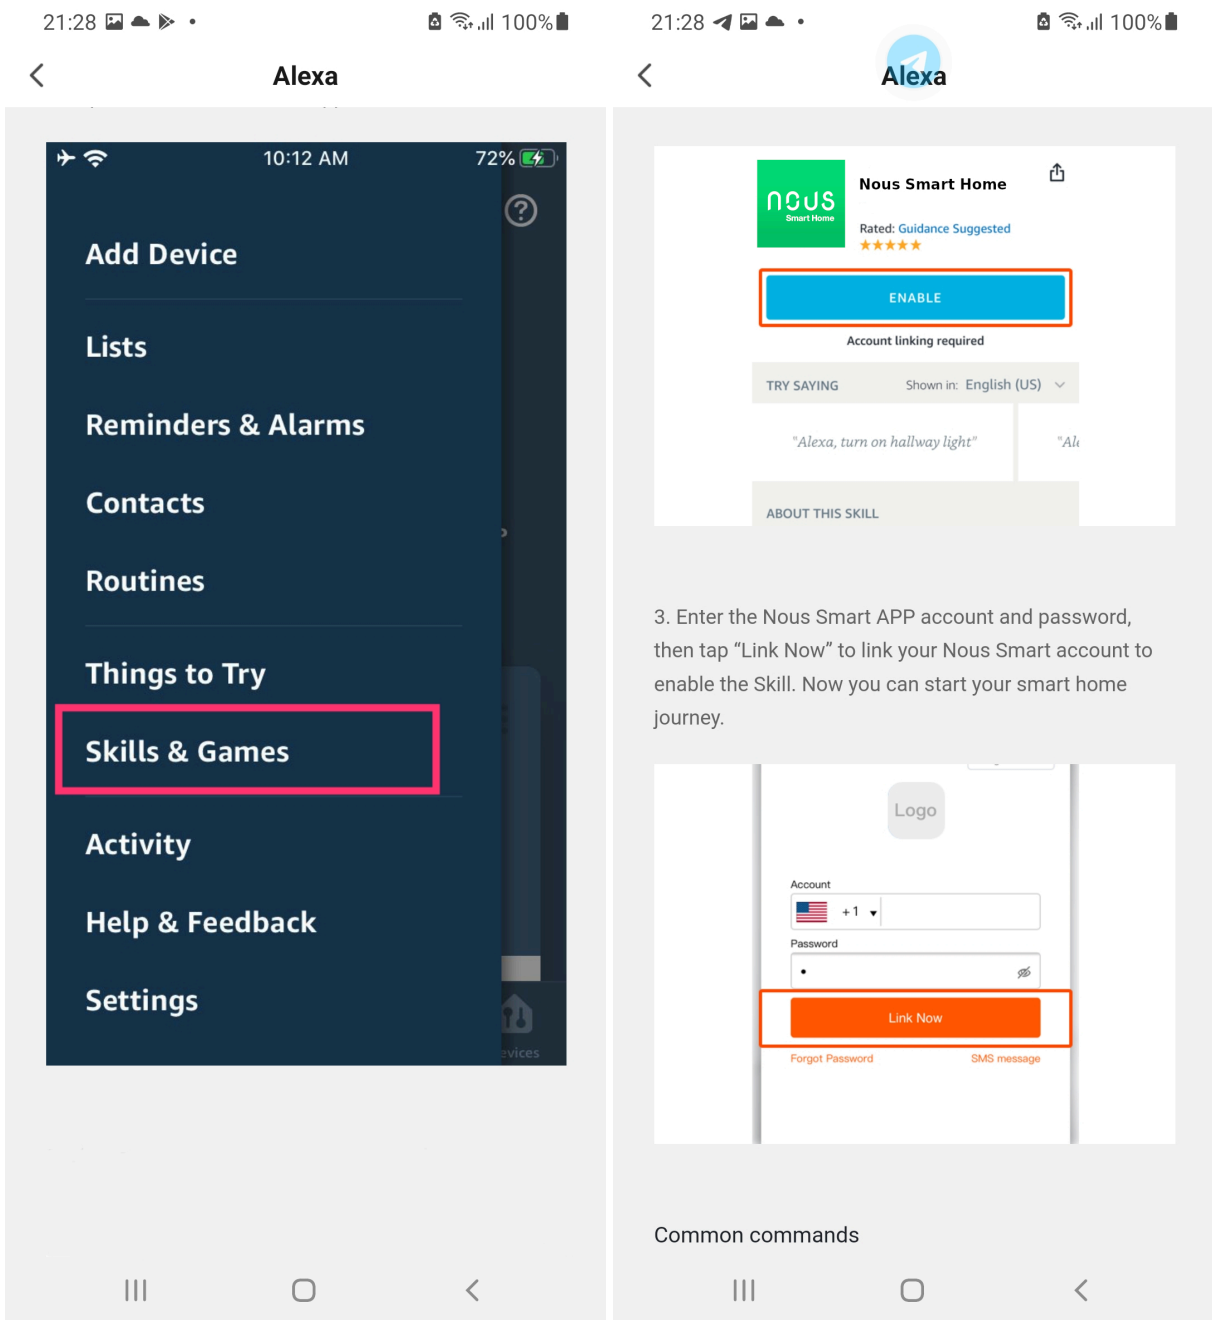 21:28
100%
Alexa
10:12 AM
72%
Add Device
Lists
Reminders & Alarms
Contacts
Routines
Things to Try
Skills & Games
Activity
Help & Feedback
Settings
evices
21:28
100%
Alexa
nous
Smart Home
Nous Smart Home
Rated: Guidance Suggested
ENABLE
Account linking required
TRY SAYING
Shown in: English (US)
"Alexa, turn on hallway light"
"Ale
ABOUT THIS SKILL
3. Enter the Nous Smart APP account and password,
then tap “Link Now” to link your Nous Smart account to
enable the Skill. Now you can start your smart home
journey.
Logo
Account
+1
Password
Link Now
Forgot Password
SMS message
Common commands